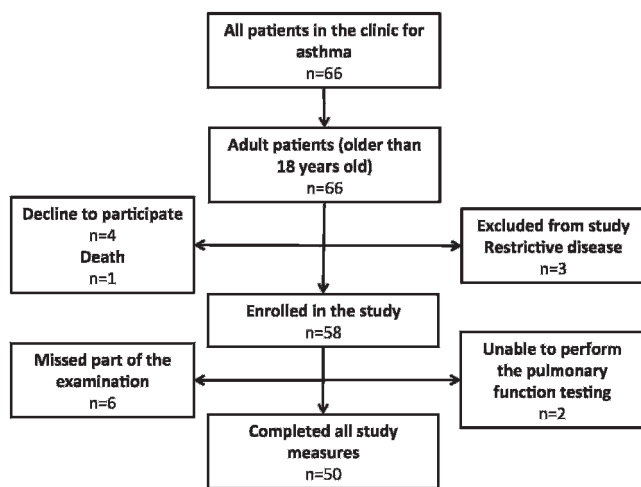 All patients in the clinic for
asthma
n=66
Adult patients (older than
18 years old)
n=66
Decline to participate
n=4
Death
n=1
Excluded from study
Restrictive disease
n=3
Enrolled in the study
n=58
Missed part of the
examination
n=6
Unable to perform
the pulmonary
function testing
n=2
Completed all study
measures
n=50